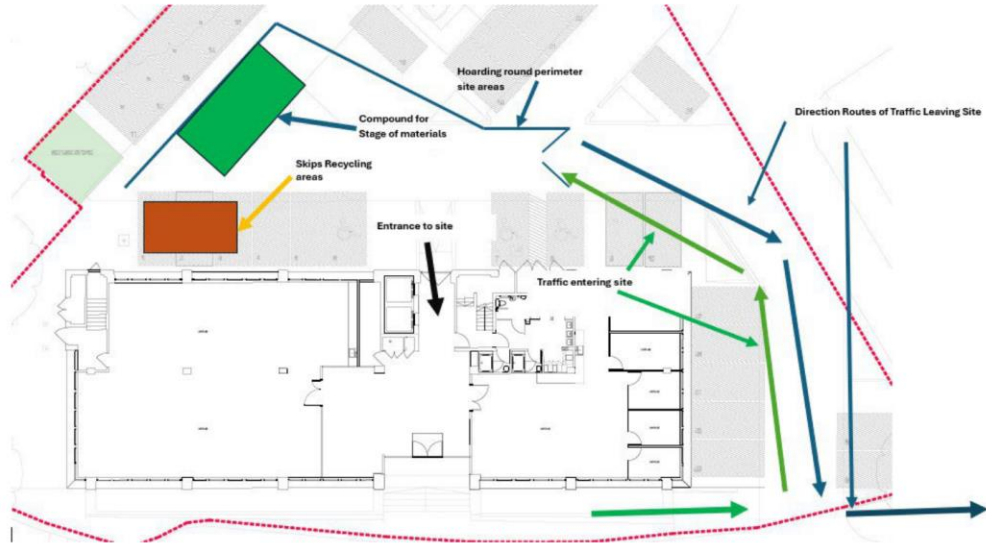 Hoarding round perimeter
site areas
Direction Routes of Traffic Leaving Site
Compound for
Stage of materials
Skips Recycling
areas
Entrance to site
Traffic entering site